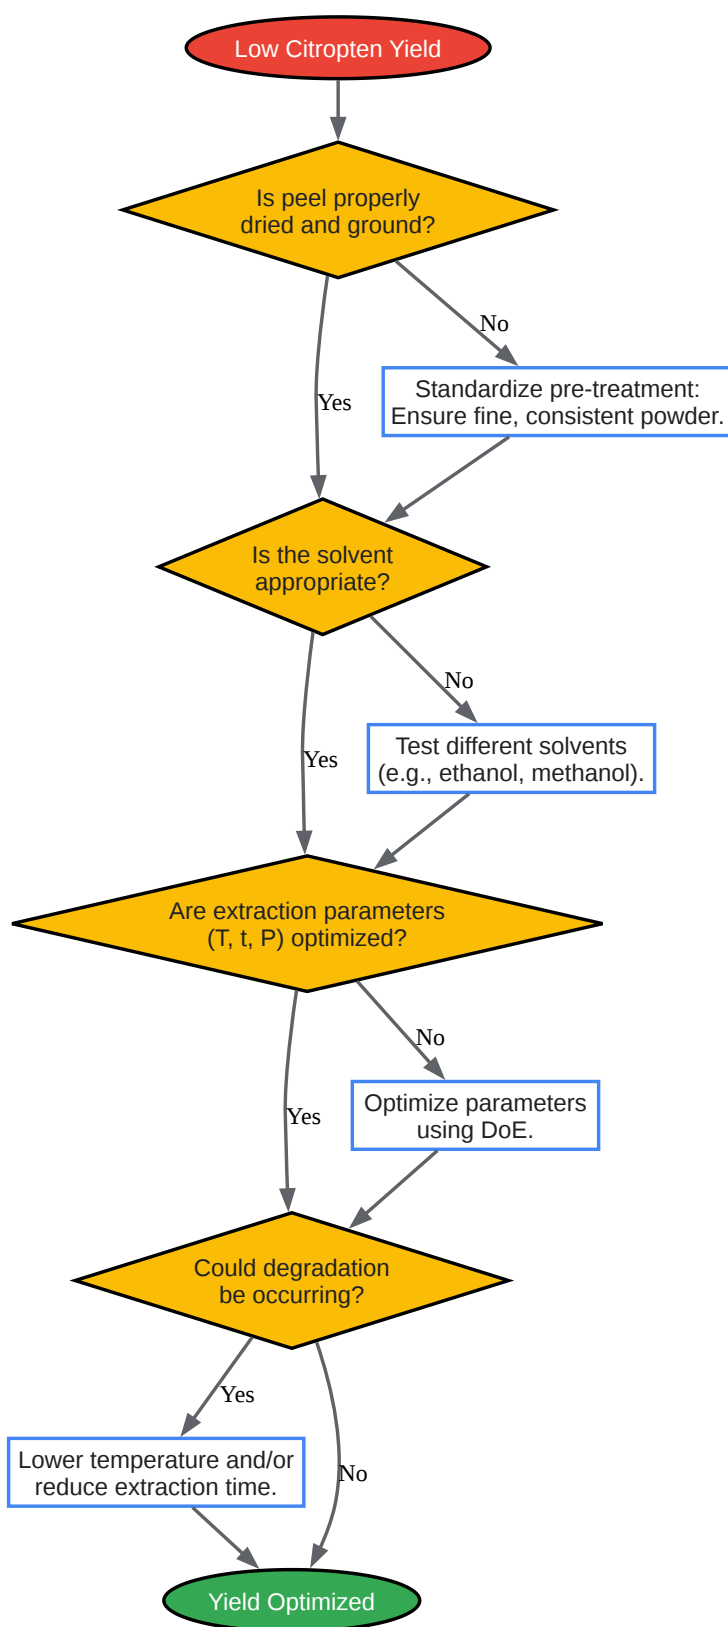 Low Citropten Yield
Is peel properly
dried and ground?
No
Yes
Standardize pre-treatment:
Ensure fine, consistent powder.
Is the solvent
appropriate?
No
Yes
Test different solvents
(e.g., ethanol, methanol).
Are extraction parameters
(T, t, P) optimized?
No
Yes
Optimize parameters
using DoE.
Could degradation
be occurring?
Yes
No
Lower temperature and/or
reduce extraction time.
Yield Optimized